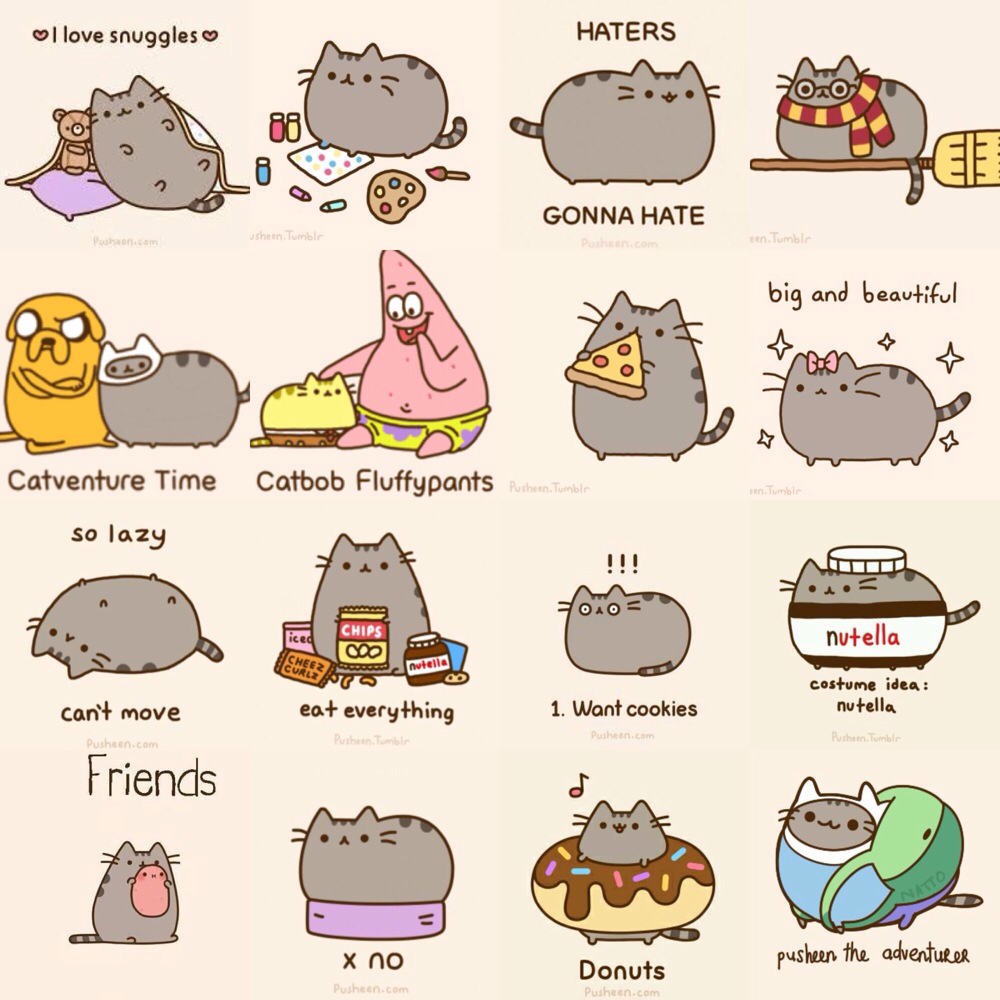 I love snuggles
Pusheen.com
usheen.Tumblr
HATERS
GONNA HATE
Pusheen.com
een.Tumblr
Catventure Time
Catbob Fluffypants
Pusheen.Tumblr
big and beautiful
een.Tumblr
so lazy
can't move
Pusheen.com
iced
CHIPS
CHEEZ
CURLZ
nutella
eat everything
Pusheen.Tumblr
!!!
1. Want cookies
Pusheen.com
nutella
costume idea:
nutella
Pusheen.Tumblr
Friends
x no
Pusheen.com
Donuts
Pusheen.com
NATTO
pusheen the adventurer